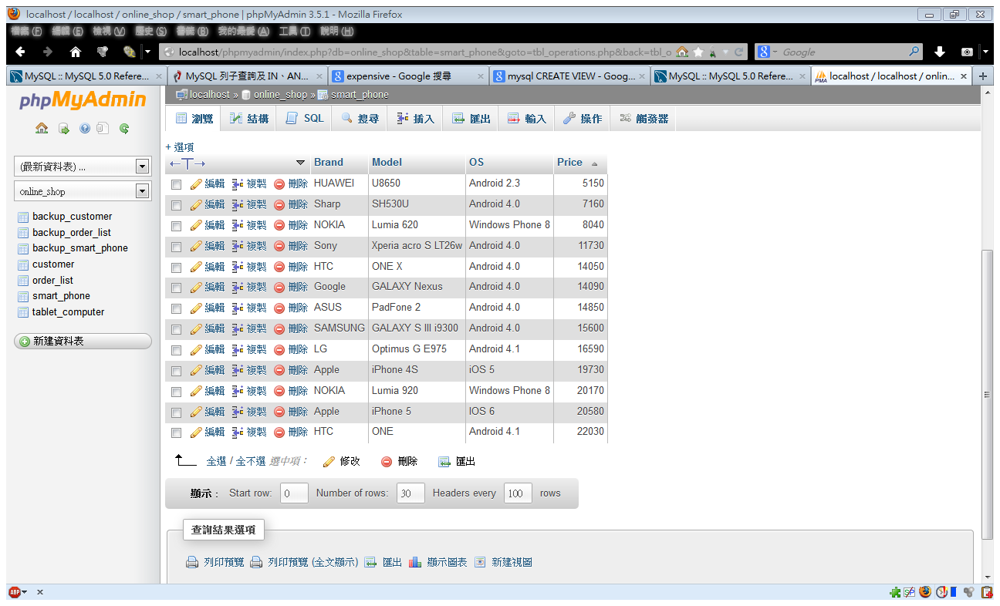 localhost / localhost / online_shop / smart_phone | phpMyAdmin 3.5.1 - Mozilla Firefox
檔案 (F) 編輯 (E) 檢視 (V) 歷史 (S) 書籤 (B) 我的最愛 (A) 工具 (T) 說明 (H)
localhost/phpmyadmin/index.php?db=online_shop&table=smart_phone&goto=tbl_operations.php&back=tbl_o Google
MySQL :: MySQL 5.0 Refere... MySQL 列子查詢及 IN、AN... expensive - Google 搜尋 mysql CREATE VIEW - Goog... MySQL :: MySQL 5.0 Refere... localhost / localhost / onlin...
phpMyAdmin
(最新資料表) ...
online_shop
backup_customer
backup_order_list
backup_smart_phone
customer
order_list
smart_phone
tablet_computer
新建資料表
localhost » online_shop » smart_phone
瀏覽 結構 SQL 搜尋 插入 匯出 輸入 操作 觸發器
+ 選項
←T→ Brand Model OS Price
編輯 複製 刪除 HUAWEI U8650 Android 2.3 5150
編輯 複製 刪除 Sharp SH530U Android 4.0 7160
編輯 複製 刪除 NOKIA Lumia 620 Windows Phone 8 8040
編輯 複製 刪除 Sony Xperia acro S LT26w Android 4.0 11730
編輯 複製 刪除 HTC ONE X Android 4.0 14050
編輯 複製 刪除 Google GALAXY Nexus Android 4.0 14090
編輯 複製 刪除 ASUS PadFone 2 Android 4.0 14850
編輯 複製 刪除 SAMSUNG GALAXY S III i9300 Android 4.0 15600
編輯 複製 刪除 LG Optimus G E975 Android 4.1 16590
編輯 複製 刪除 Apple iPhone 4S iOS 5 19730
編輯 複製 刪除 NOKIA Lumia 920 Windows Phone 8 20170
編輯 複製 刪除 Apple iPhone 5 IOS 6 20580
編輯 複製 刪除 HTC ONE Android 4.1 22030
全選 / 全不選 選中項： 修改 刪除 匯出
顯示 : Start row: 0 Number of rows: 30 Headers every 100 rows
查詢結果選項
列印預覽 列印預覽 (全文顯示) 匯出 顯示圖表 新建視圖
ABP